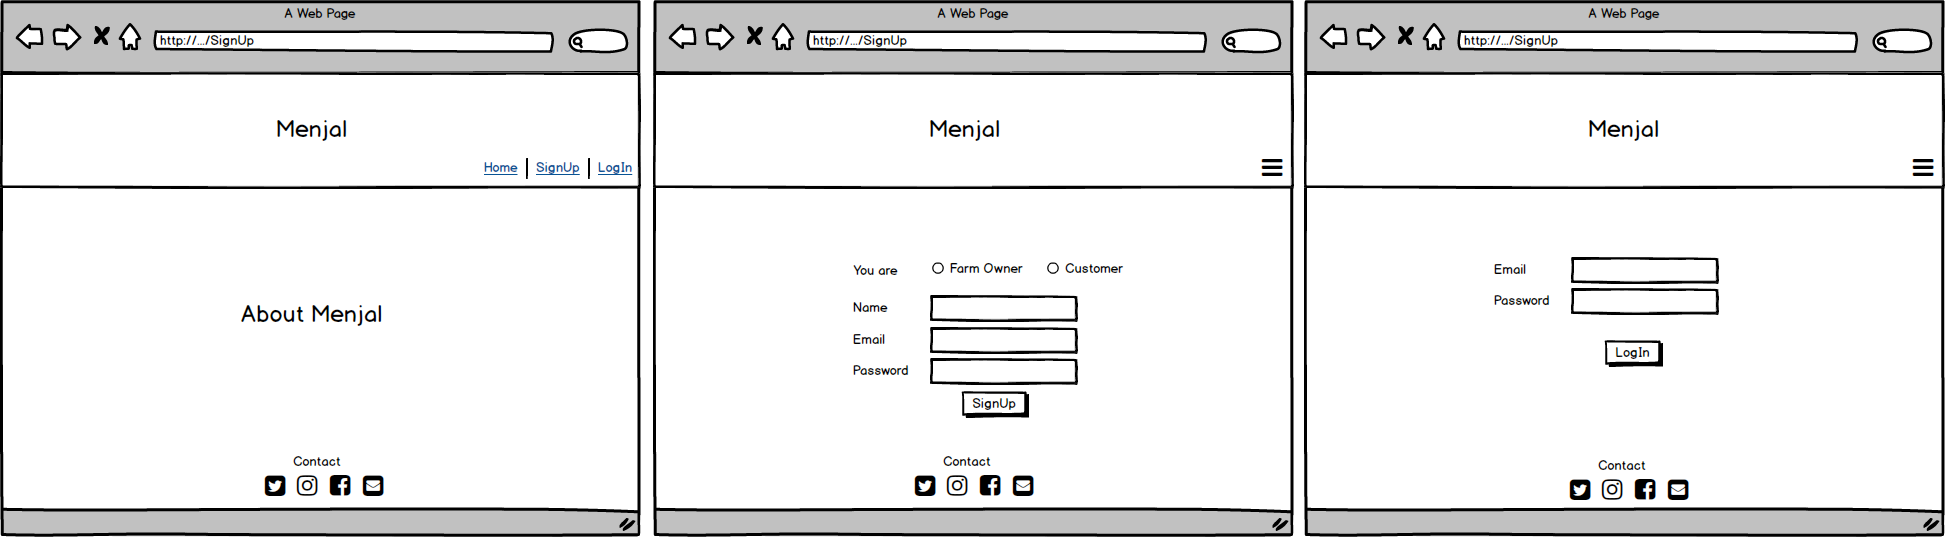 A Web Page
http://.../SignUp
Menjal
Home SignUp LogIn
About Menjal
Contact
A Web Page
http://.../SignUp
Menjal
You are Farm Owner Customer
Name
Email
Password
SignUp
Contact
A Web Page
http://.../SignUp
Menjal
Email
Password
LogIn
Contact